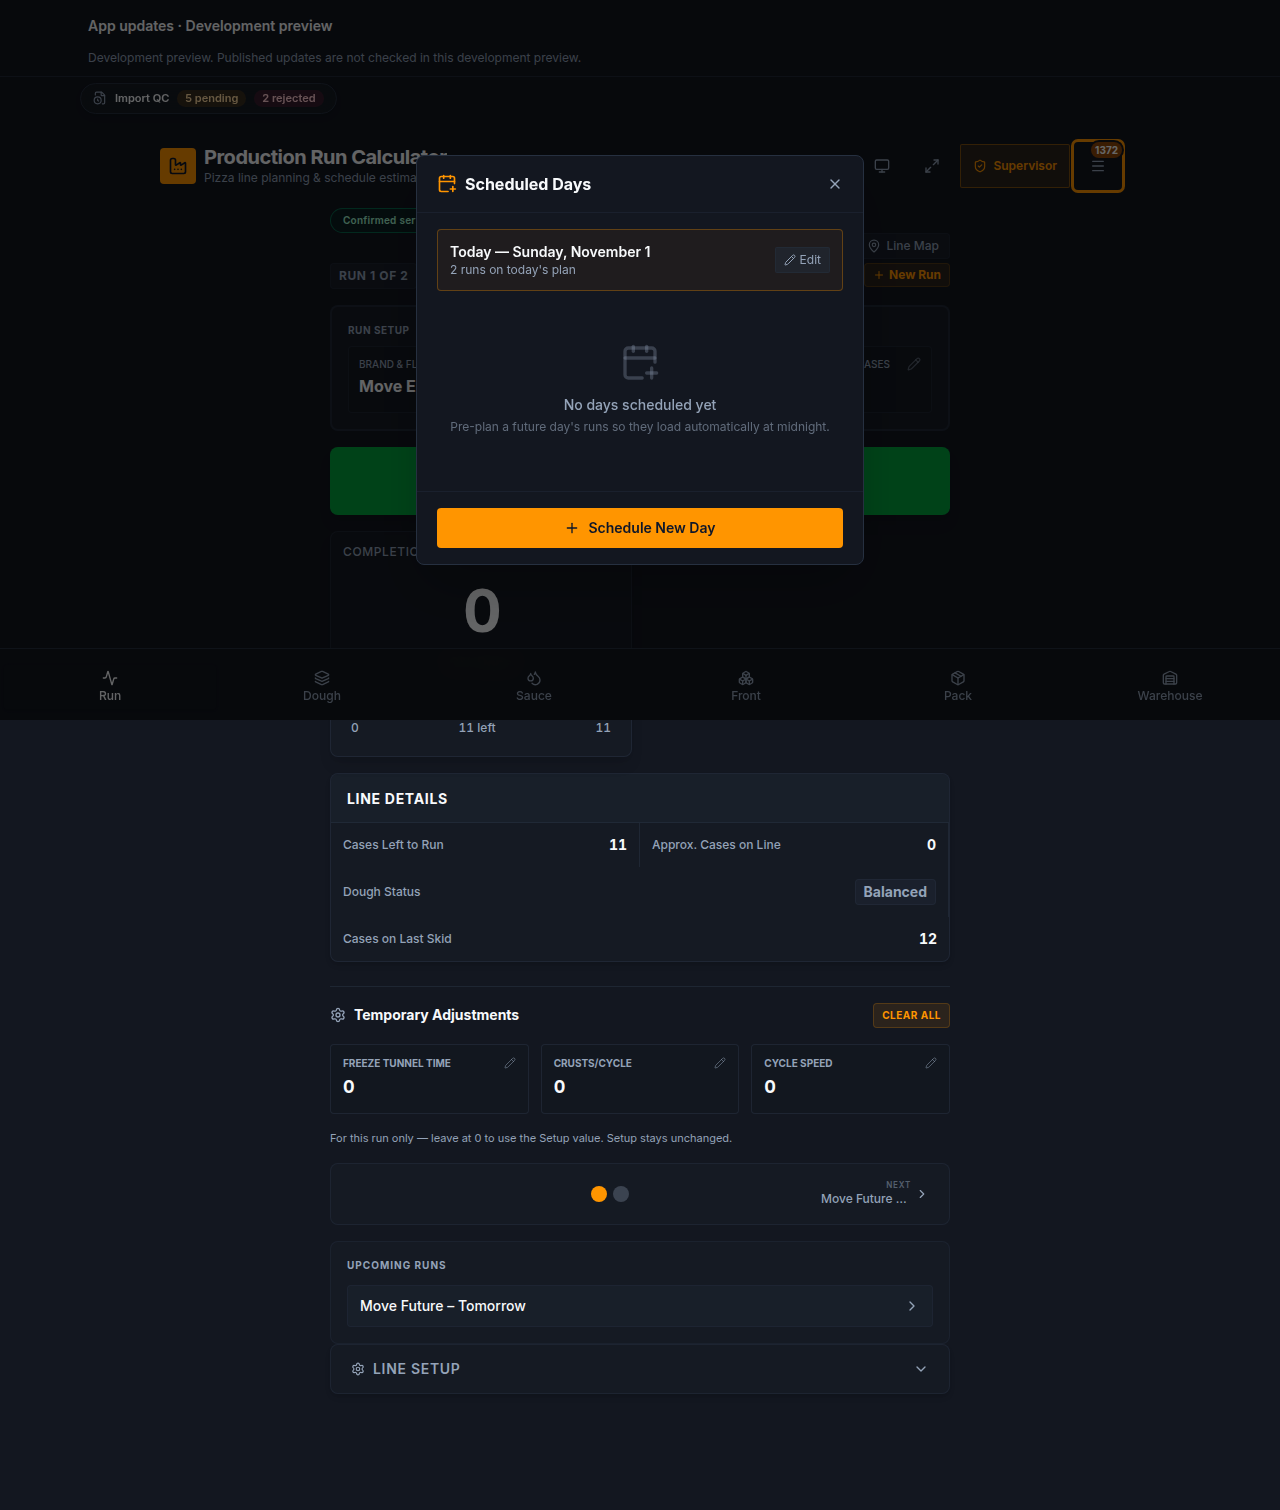 App updates · Development preview
Development preview. Published updates are not checked in this development preview.
Import QC
5 pending
2 rejected
Production Run Calculator
Pizza line planning & schedule estima
Supervisor
1372
Confirmed ser
Line Map
RUN 1 OF 2
+ New Run
RUN SETUP
BRAND & FL
Move E
ASES
Scheduled Days
Today — Sunday, November 1
2 runs on today's plan
Edit
No days scheduled yet
Pre-plan a future day's runs so they load automatically at midnight.
+ Schedule New Day
COMPLETIO
0
Run
Dough
Sauce
Front
Pack
Warehouse
0
11 left
11
LINE DETAILS
Cases Left to Run
11
Approx. Cases on Line
0
Dough Status
Balanced
Cases on Last Skid
12
Temporary Adjustments
CLEAR ALL
FREEZE TUNNEL TIME
0
CRUSTS/CYCLE
0
CYCLE SPEED
0
For this run only — leave at 0 to use the Setup value. Setup stays unchanged.
NEXT
Move Future ...
UPCOMING RUNS
Move Future – Tomorrow
LINE SETUP